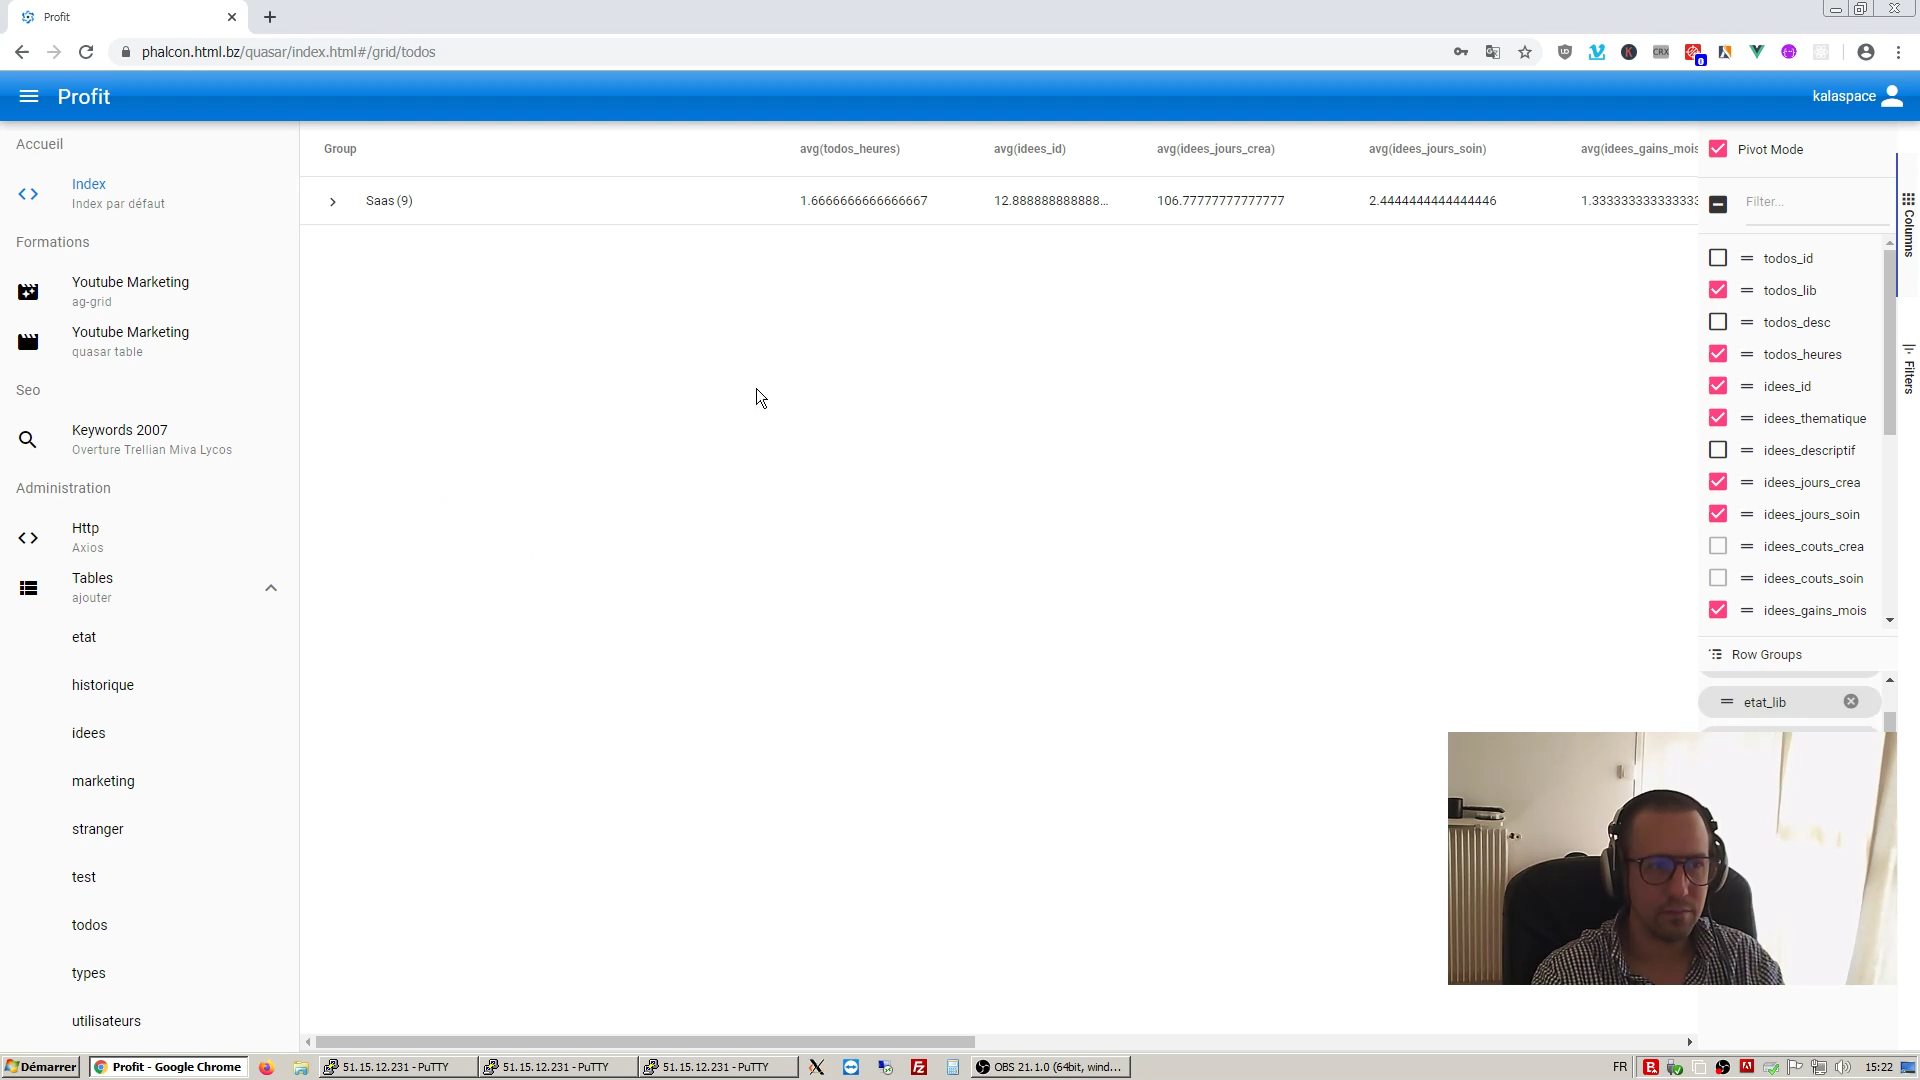 Profit
phalcon.html.bz/quasar/index.html#/grid/todos
CRX
0
Profit
kalaspace
Accueil
Index
Index par défaut
Formations
Youtube Marketing
ag-grid
Youtube Marketing
quasar table
Seo
Keywords 2007
Overture Trellian Miva Lycos
Administration
Http
Axios
Tables
ajouter
etat
historique
idees
marketing
stranger
test
todos
types
utilisateurs
Group
avg(todos_heures)
avg(idees_id)
avg(idees_jours_crea)
avg(idees_jours_soin)
avg(idees_gains_mois
Saas (9)
1.6666666666666667
12.888888888888...
106.77777777777777
2.4444444444444446
1.333333333333333
Pivot Mode
Filter...
todos_id
todos_lib
todos_desc
todos_heures
idees_id
idees_thematique
idees_descriptif
idees_jours_crea
idees_jours_soin
idees_couts_crea
idees_couts_soin
idees_gains_mois
Row Groups
etat_lib
Columns
Filters
Démarrer
Profit - Google Chrome
51.15.12.231 - PuTTY
51.15.12.231 - PuTTY
51.15.12.231 - PuTTY
OBS 21.1.0 (64bit, wind...
FR
15:22